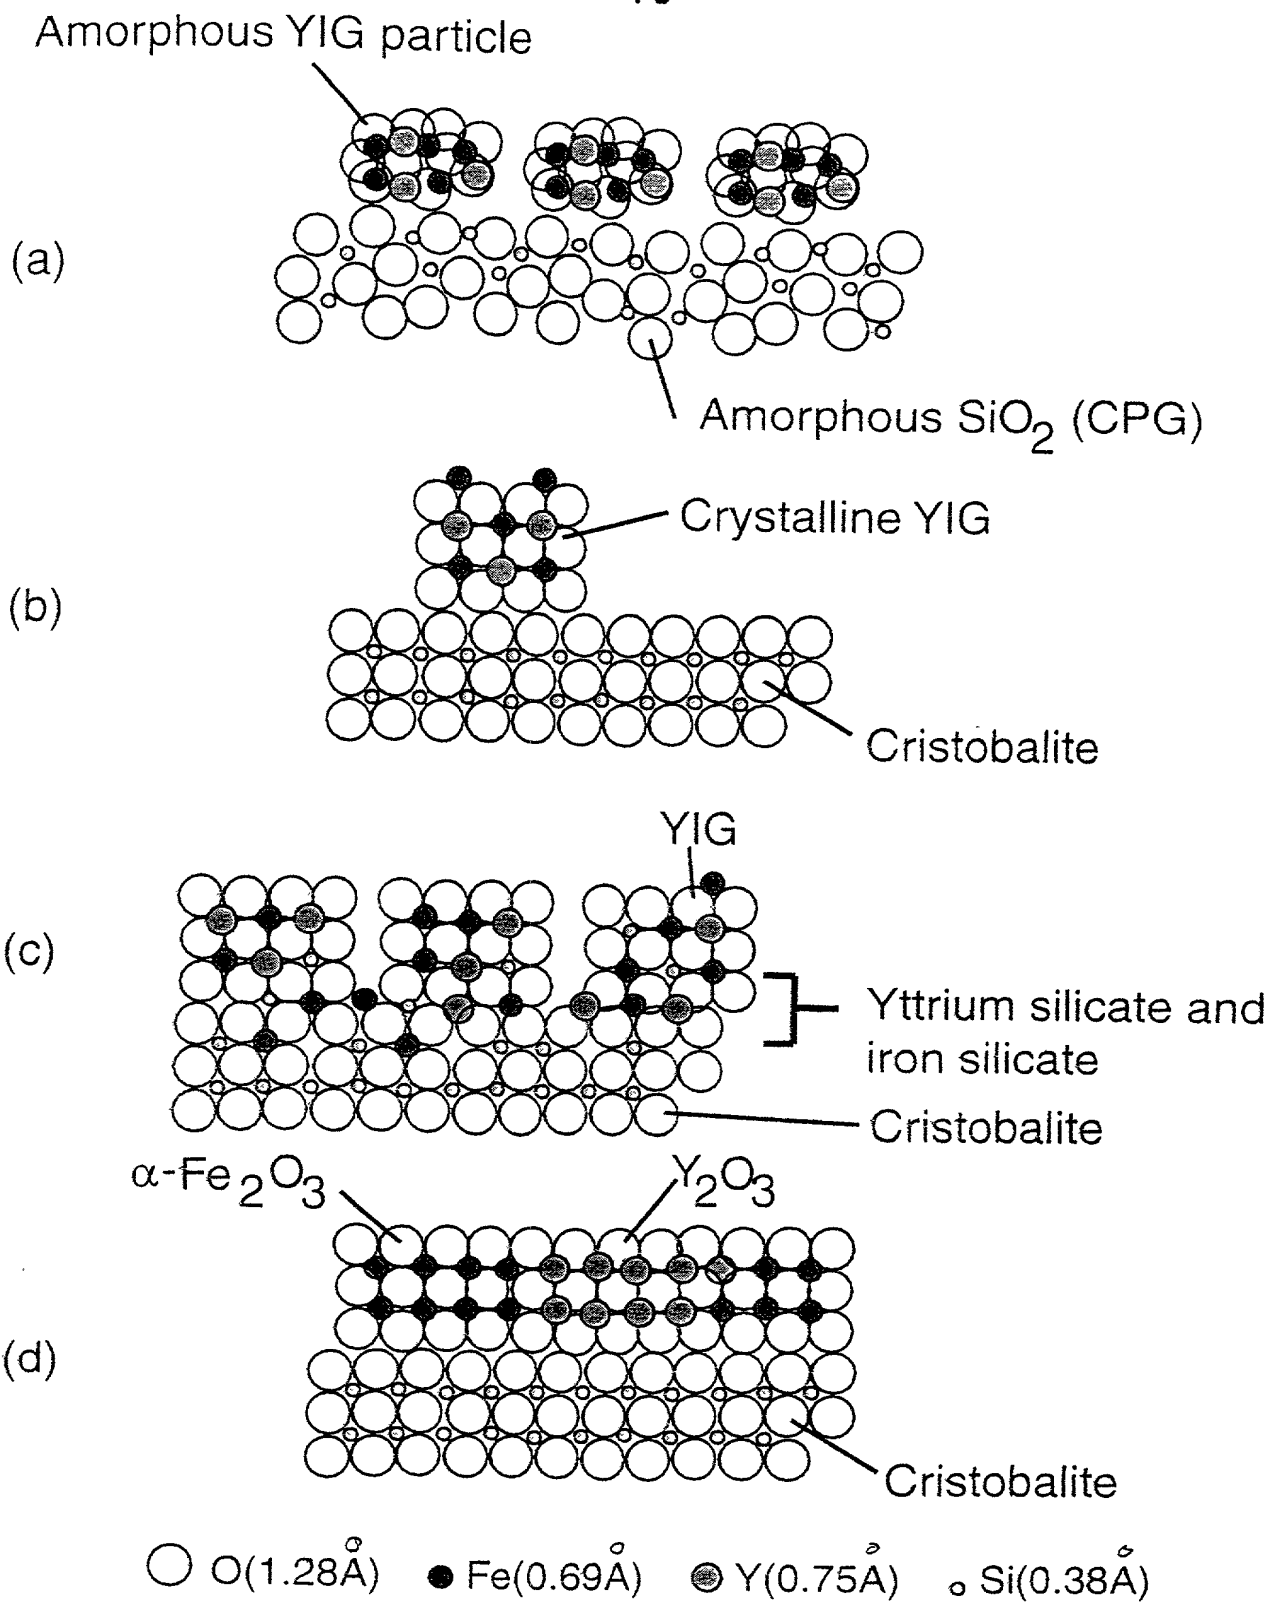 Amorphous YIG particle
(a)
Amorphous SiO2 (CPG)
Crystalline YIG
(b)
Cristobalite
YIG
(c)
Yttrium silicate and
iron silicate
Cristobalite
α-Fe2O3
Y2O3
(d)
Cristobalite
O(1.28Å) Fe(0.69Å) Y(0.75Å) Si(0.38Å)